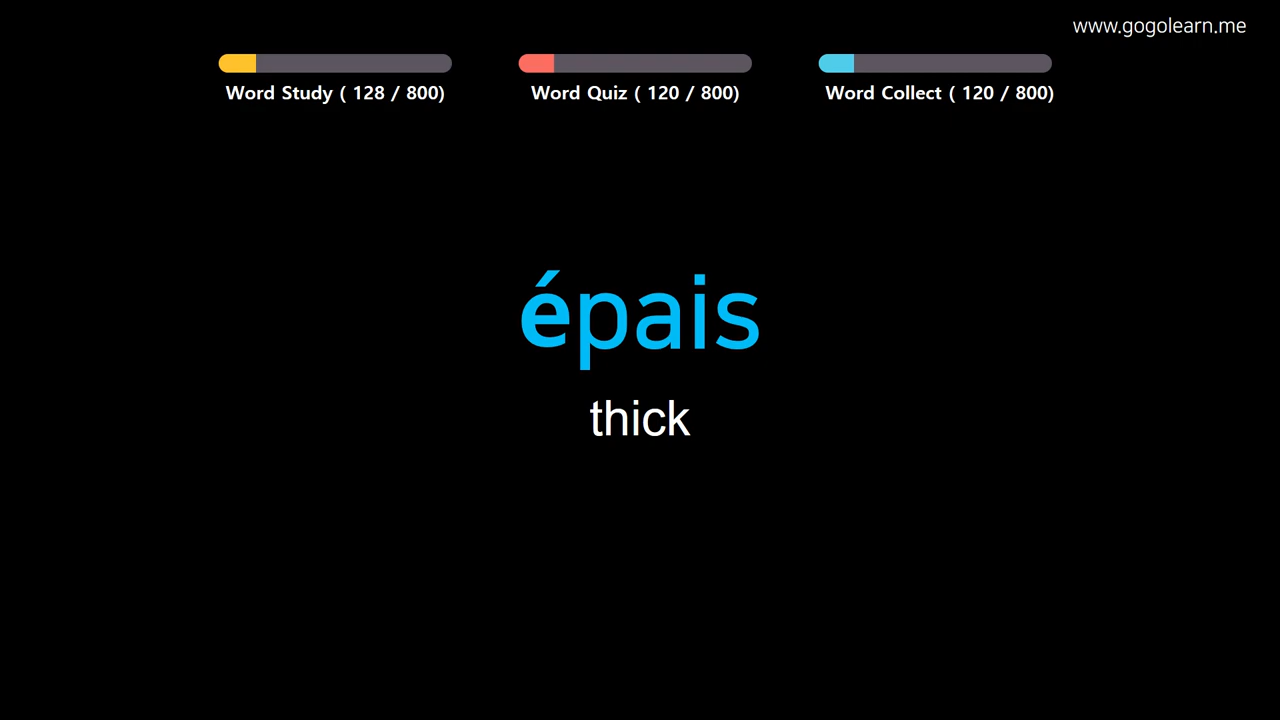 www.gogolearn.me
Word Study ( 128 / 800)
Word Quiz ( 120 / 800)
Word Collect ( 120 / 800)
épais
thick